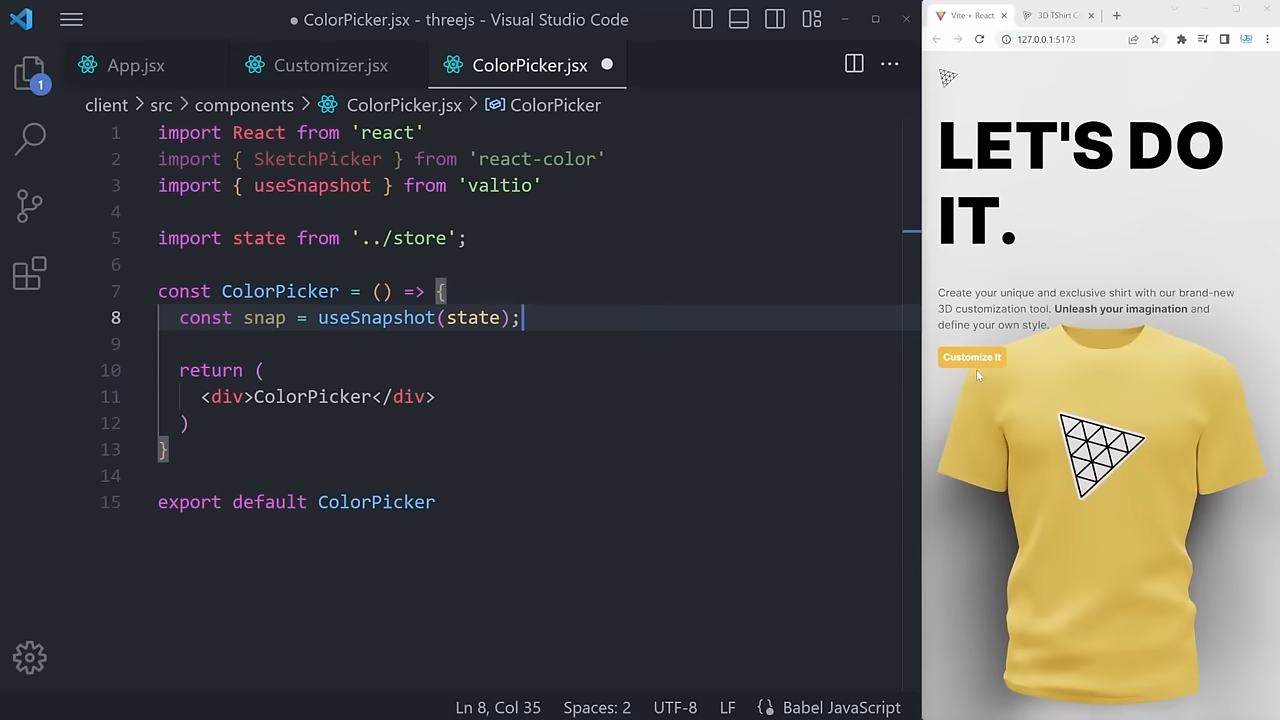 ColorPicker.jsx - threejs - Visual Studio Code
1
App.jsx
Customizer.jsx
ColorPicker.jsx
client > src > components > ColorPicker.jsx > ColorPicker
1 import React from 'react'
2 import { SketchPicker } from 'react-color'
3 import { useSnapshot } from 'valtio'
4
5 import state from '../store';
6
7 const ColorPicker = () => {
8 const snap = useSnapshot(state);
9
10 return (
11 <div>ColorPicker</div>
12 )
13 }
14
15 export default ColorPicker
Ln 8, Col 35 Spaces: 2 UTF-8 LF Babel JavaScript
Vite + React
3D TShirt
127.0.0.1:5173
LET'S DO
IT.
Create your unique and exclusive shirt with our brand-new
3D customization tool. Unleash your imagination and
define your own style.
Customize It